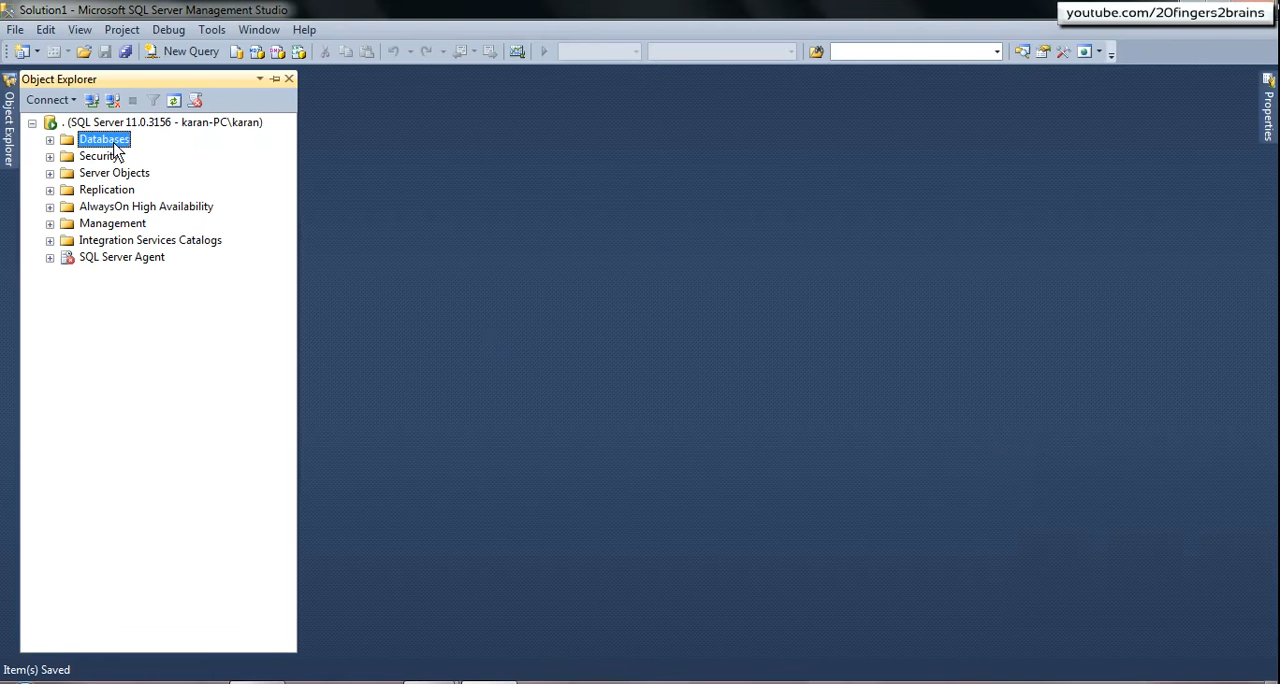 Solution1 - Microsoft SQL Server Management Studio
youtube.com/20fingers2brains
File Edit View Project Debug Tools Window Help
New Query
Object Explorer
Connect
. (SQL Server 11.0.3156 - karan-PC\karan)
Databases
Security
Server Objects
Replication
AlwaysOn High Availability
Management
Integration Services Catalogs
SQL Server Agent
Object Explorer
Properties
Item(s) Saved